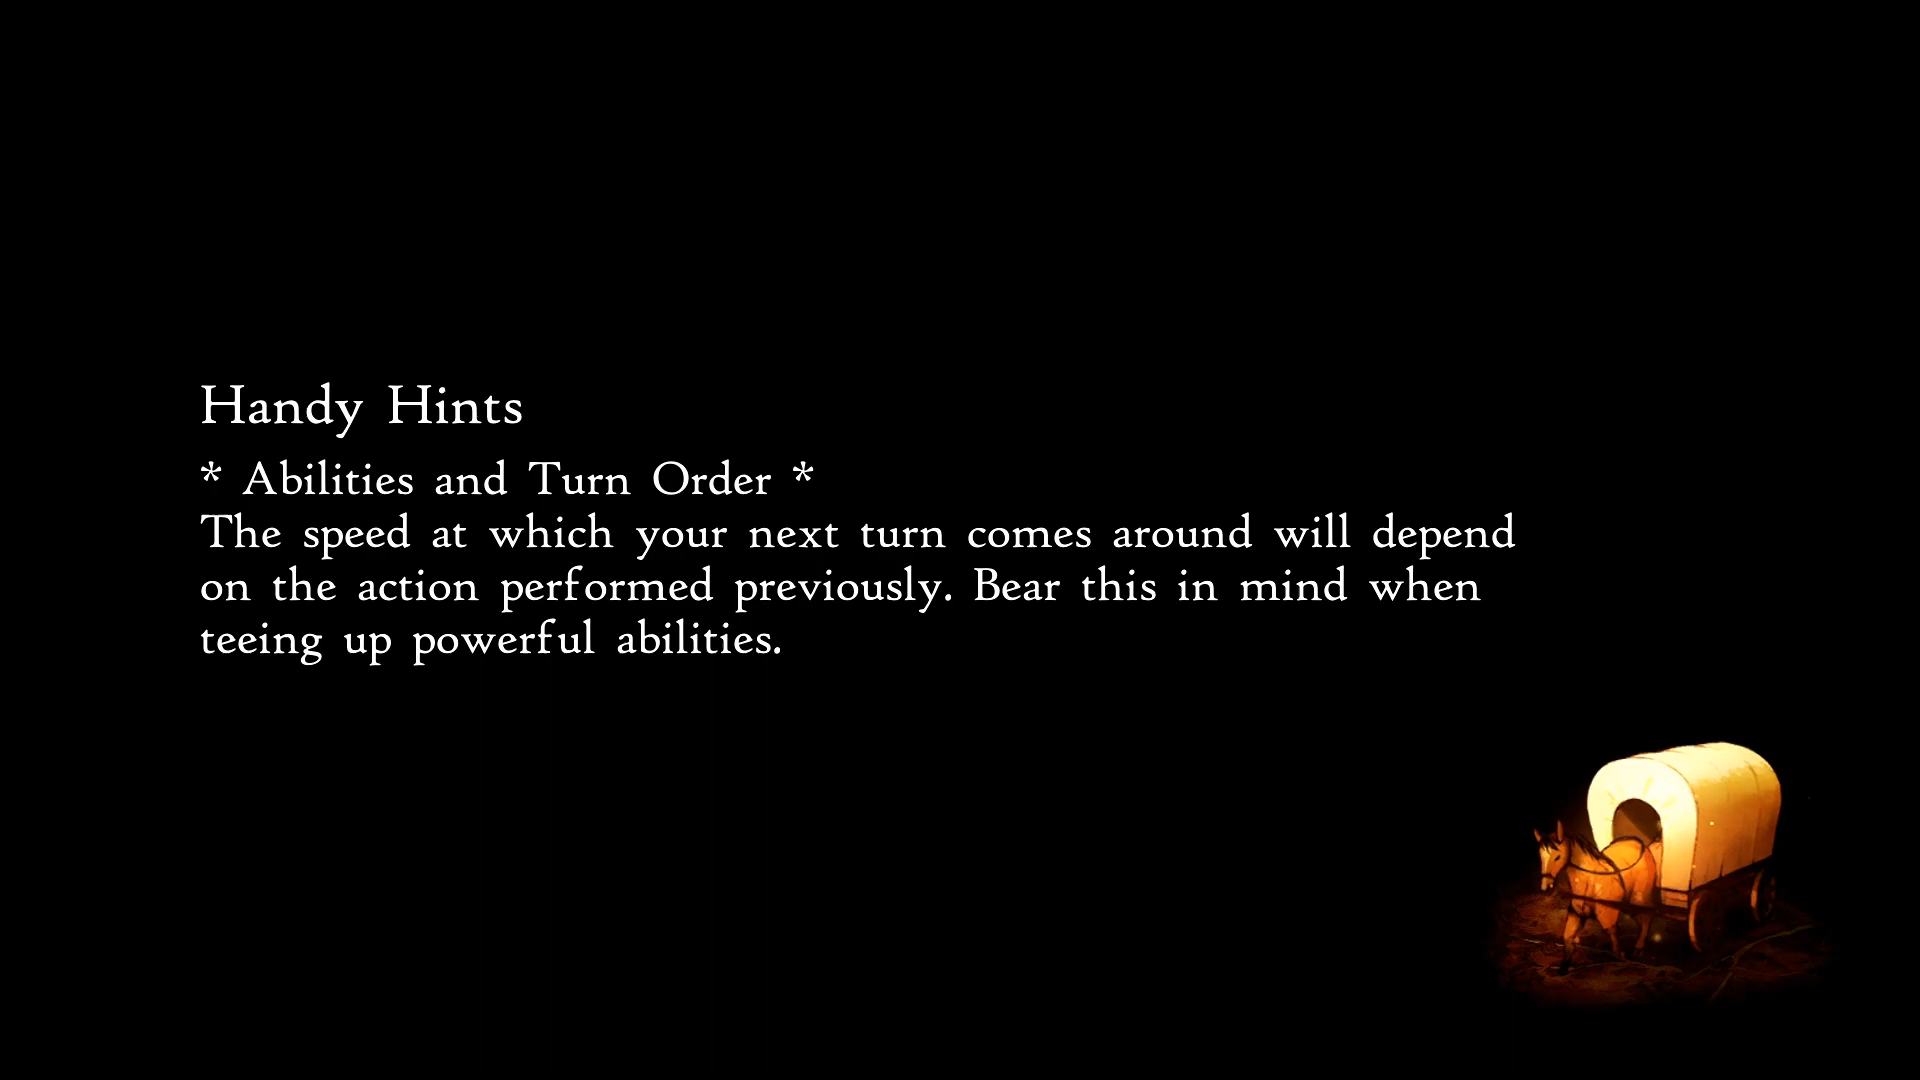 Handy Hints
* Abilities and Turn Order *
The speed at which your next turn comes around will depend
on the action performed previously. Bear this in mind when
teeing up powerful abilities.